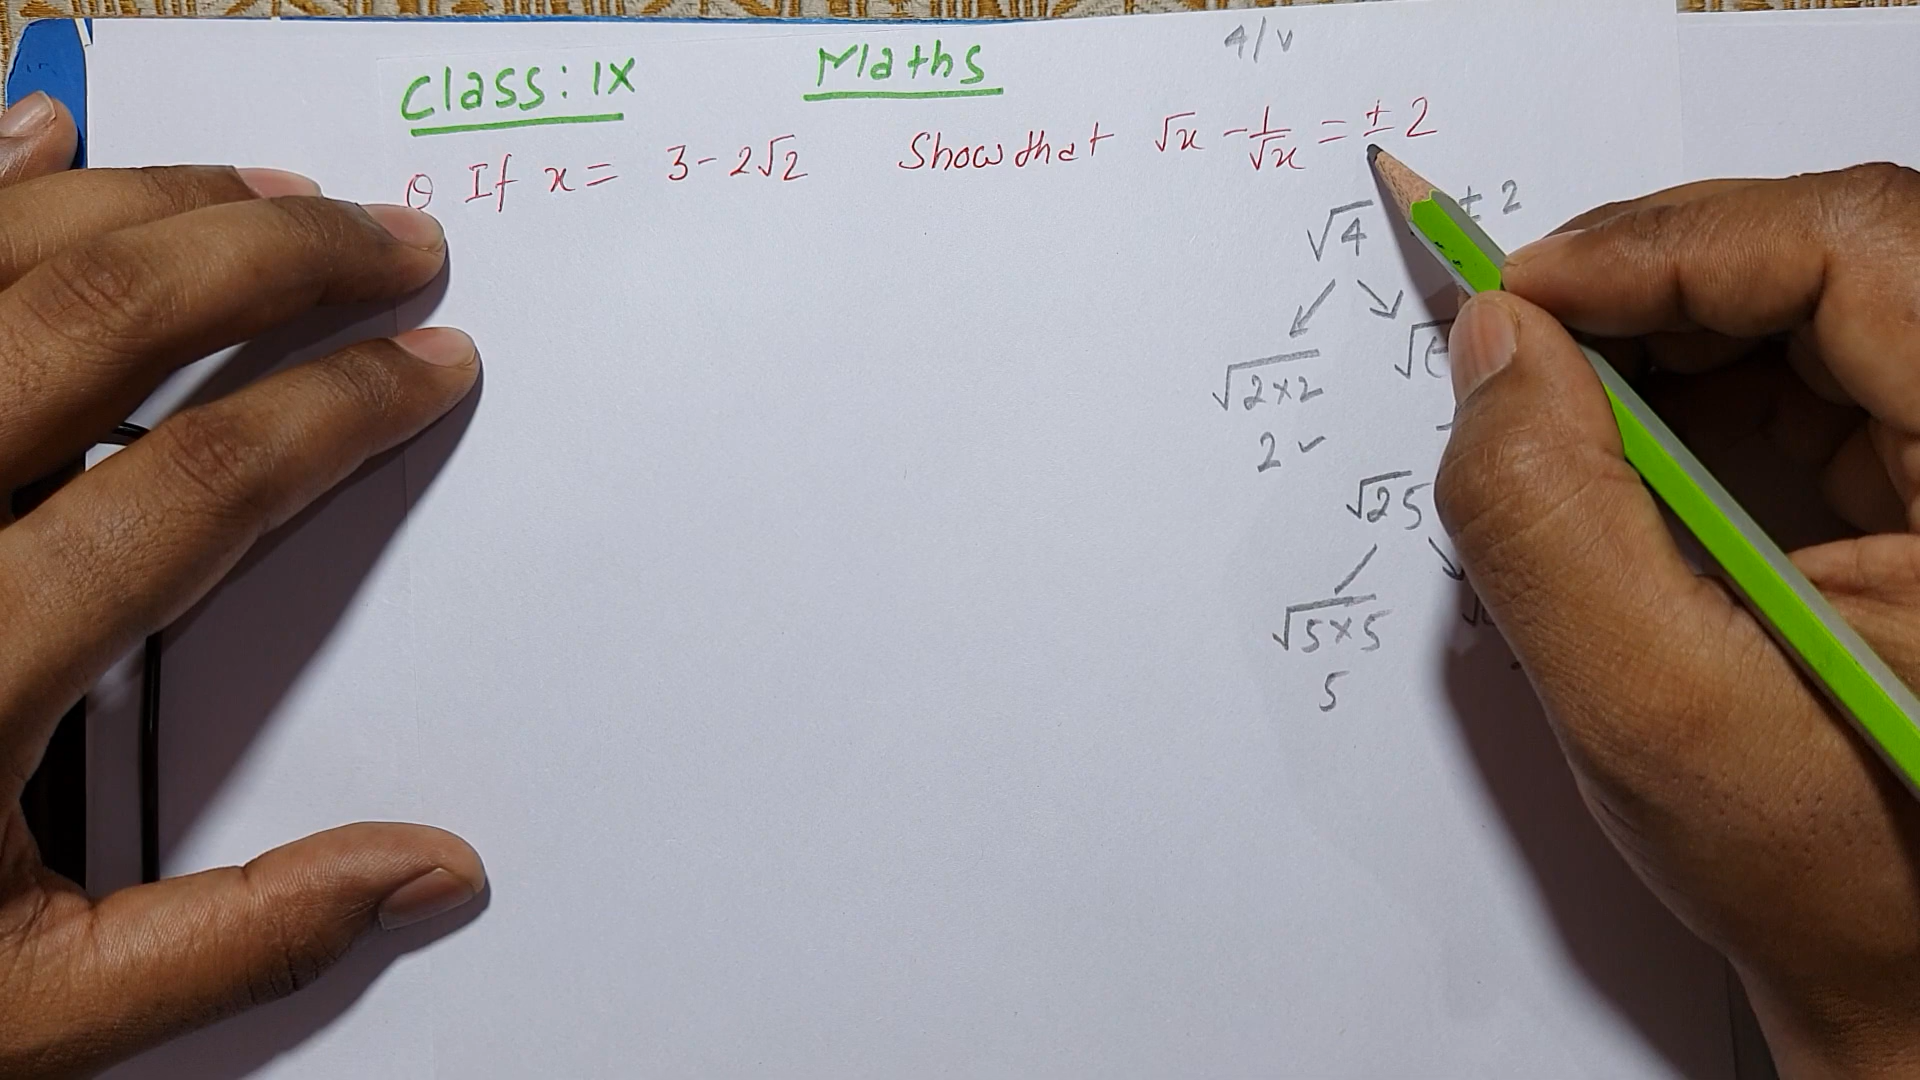 Class: IX Maths 4/v
Q If x = 3 - 2√2 Show that √x - 1/√x = ± 2
√4 ± 2
√2×2 √(
2 ✓
√25
√5×5
5